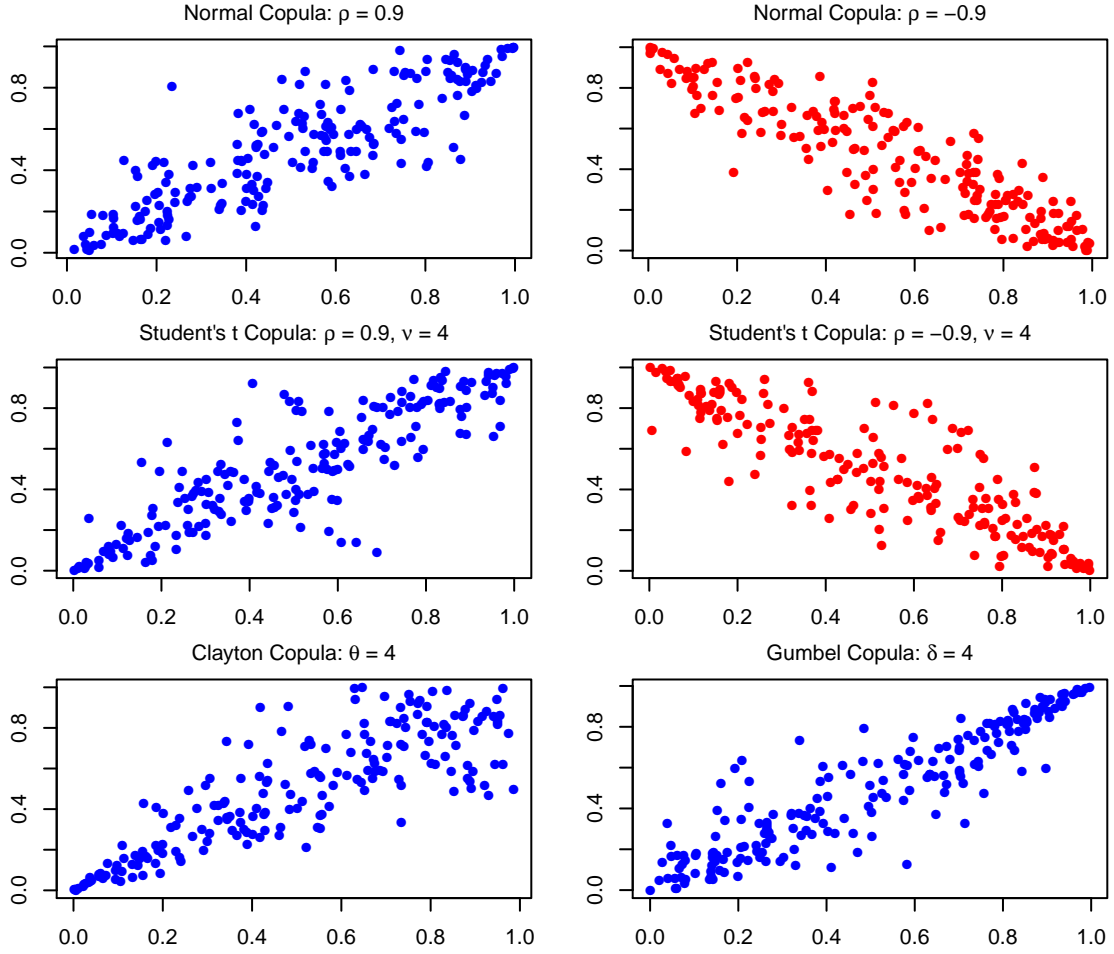 Normal Copula: ρ = 0.9
0.0 0.4 0.8
0.0 0.2 0.4 0.6 0.8 1.0
Normal Copula: ρ = −0.9
0.0 0.4 0.8
0.0 0.2 0.4 0.6 0.8 1.0
Student's t Copula: ρ = 0.9, ν = 4
0.0 0.4 0.8
0.0 0.2 0.4 0.6 0.8 1.0
Student's t Copula: ρ = −0.9, ν = 4
0.0 0.4 0.8
0.0 0.2 0.4 0.6 0.8 1.0
Clayton Copula: θ = 4
0.0 0.4 0.8
0.0 0.2 0.4 0.6 0.8 1.0
Gumbel Copula: δ = 4
0.0 0.4 0.8
0.0 0.2 0.4 0.6 0.8 1.0